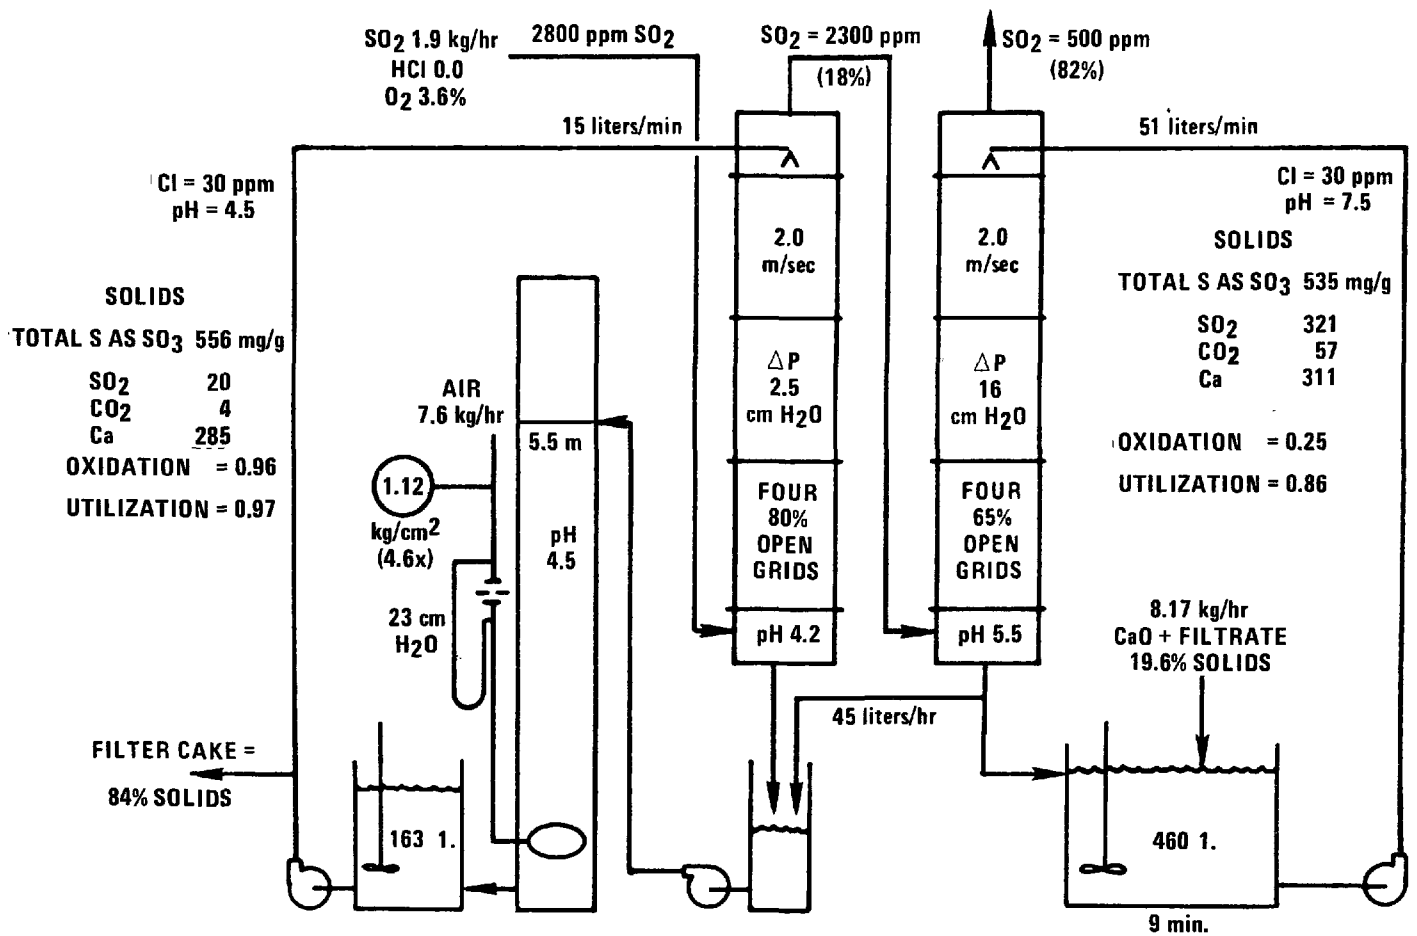 SO2 1.9 kg/hr
HCl 0.0
O2 3.6%
2800 ppm SO2
SO2 = 2300 ppm
(18%)
SO2 = 500 ppm
(82%)
15 liters/min
51 liters/min
Cl = 30 ppm
pH = 4.5
Cl = 30 ppm
pH = 7.5
SOLIDS
TOTAL S AS SO3 556 mg/g
SO2 20
CO2 4
Ca 285
OXIDATION = 0.96
UTILIZATION = 0.97
SOLIDS
TOTAL S AS SO3 535 mg/g
SO2 321
CO2 57
Ca 311
OXIDATION = 0.25
UTILIZATION = 0.86
AIR
7.6 kg/hr
1.12
kg/cm2
(4.6x)
23 cm
H2O
5.5 m
pH
4.5
2.0
m/sec
△P
2.5
cm H2O
FOUR
80%
OPEN
GRIDS
pH 4.2
2.0
m/sec
△P
16
cm H2O
FOUR
65%
OPEN
GRIDS
pH 5.5
8.17 kg/hr
CaO + FILTRATE
19.6% SOLIDS
45 liters/hr
FILTER CAKE =
84% SOLIDS
163 1.
460 1.
9 min.